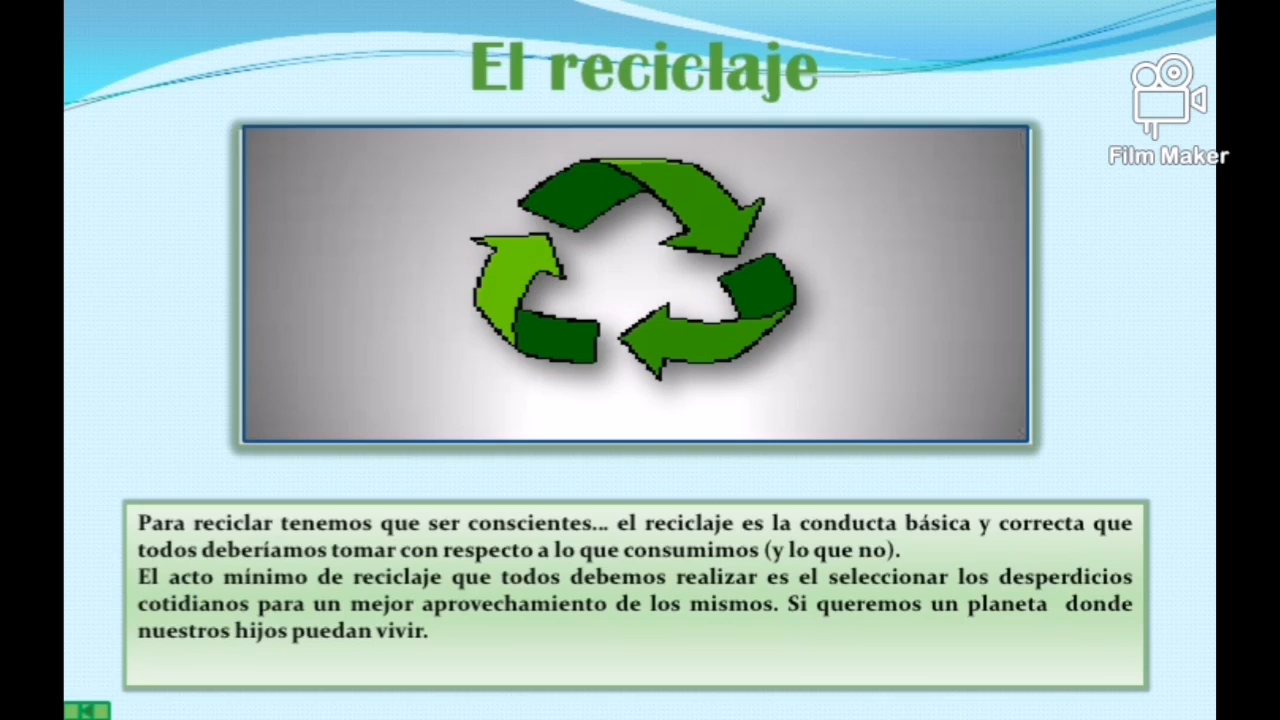 El reciclaje
Film Maker
Para reciclar tenemos que ser conscientes... el reciclaje es la conducta básica y correcta que
todos deberíamos tomar con respecto a lo que consumimos (y lo que no).
El acto mínimo de reciclaje que todos debemos realizar es el seleccionar los desperdicios
cotidianos para un mejor aprovechamiento de los mismos. Si queremos un planeta donde
nuestros hijos puedan vivir.